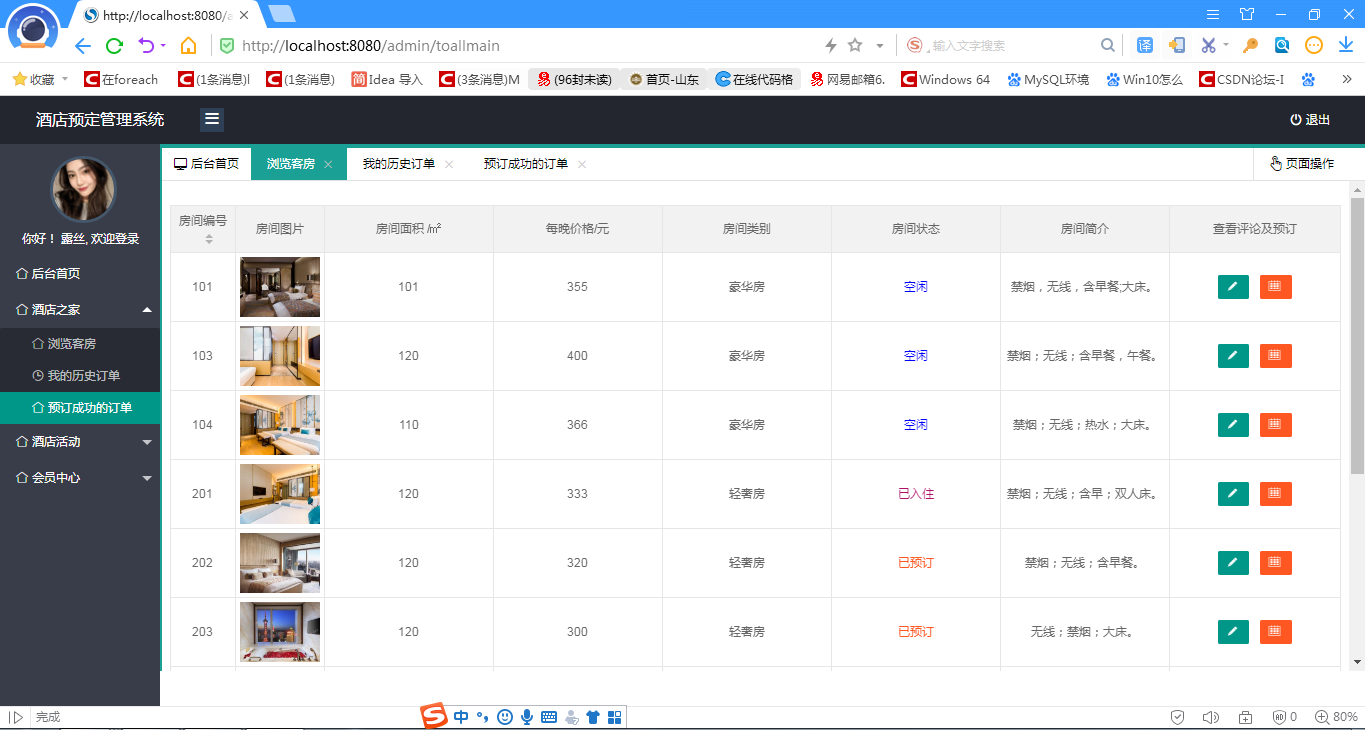 http://localhost:8080/a
http://localhost:8080/admin/toallmain
输入文字搜索
译
收藏 在foreach (1条消息)l (1条消息) 简 Idea 导入 (3条消息)M (96封未读) 首页-山东 在线代码格 网易邮箱6. Windows 64 MySQL环境 Win10怎么 CSDN论坛-I
酒店预定管理系统 退出
后台首页 浏览客房 我的历史订单 预订成功的订单 页面操作
你好！ 露丝, 欢迎登录
后台首页
酒店之家
浏览客房
我的历史订单
预订成功的订单
酒店活动
会员中心
房间编号 房间图片 房间面积 /㎡ 每晚价格/元 房间类别 房间状态 房间简介 查看评论及预订
101 101 355 豪华房 空闲 禁烟，无线，含早餐;大床。
103 120 400 豪华房 空闲 禁烟；无线；含早餐，午餐。
104 110 366 豪华房 空闲 禁烟；无线；热水；大床。
201 120 333 轻奢房 已入住 禁烟；无线；含早；双人床。
202 120 320 轻奢房 已预订 禁烟；无线；含早餐。
203 120 300 轻奢房 已预订 无线；禁烟；大床。
完成 中 0 80%